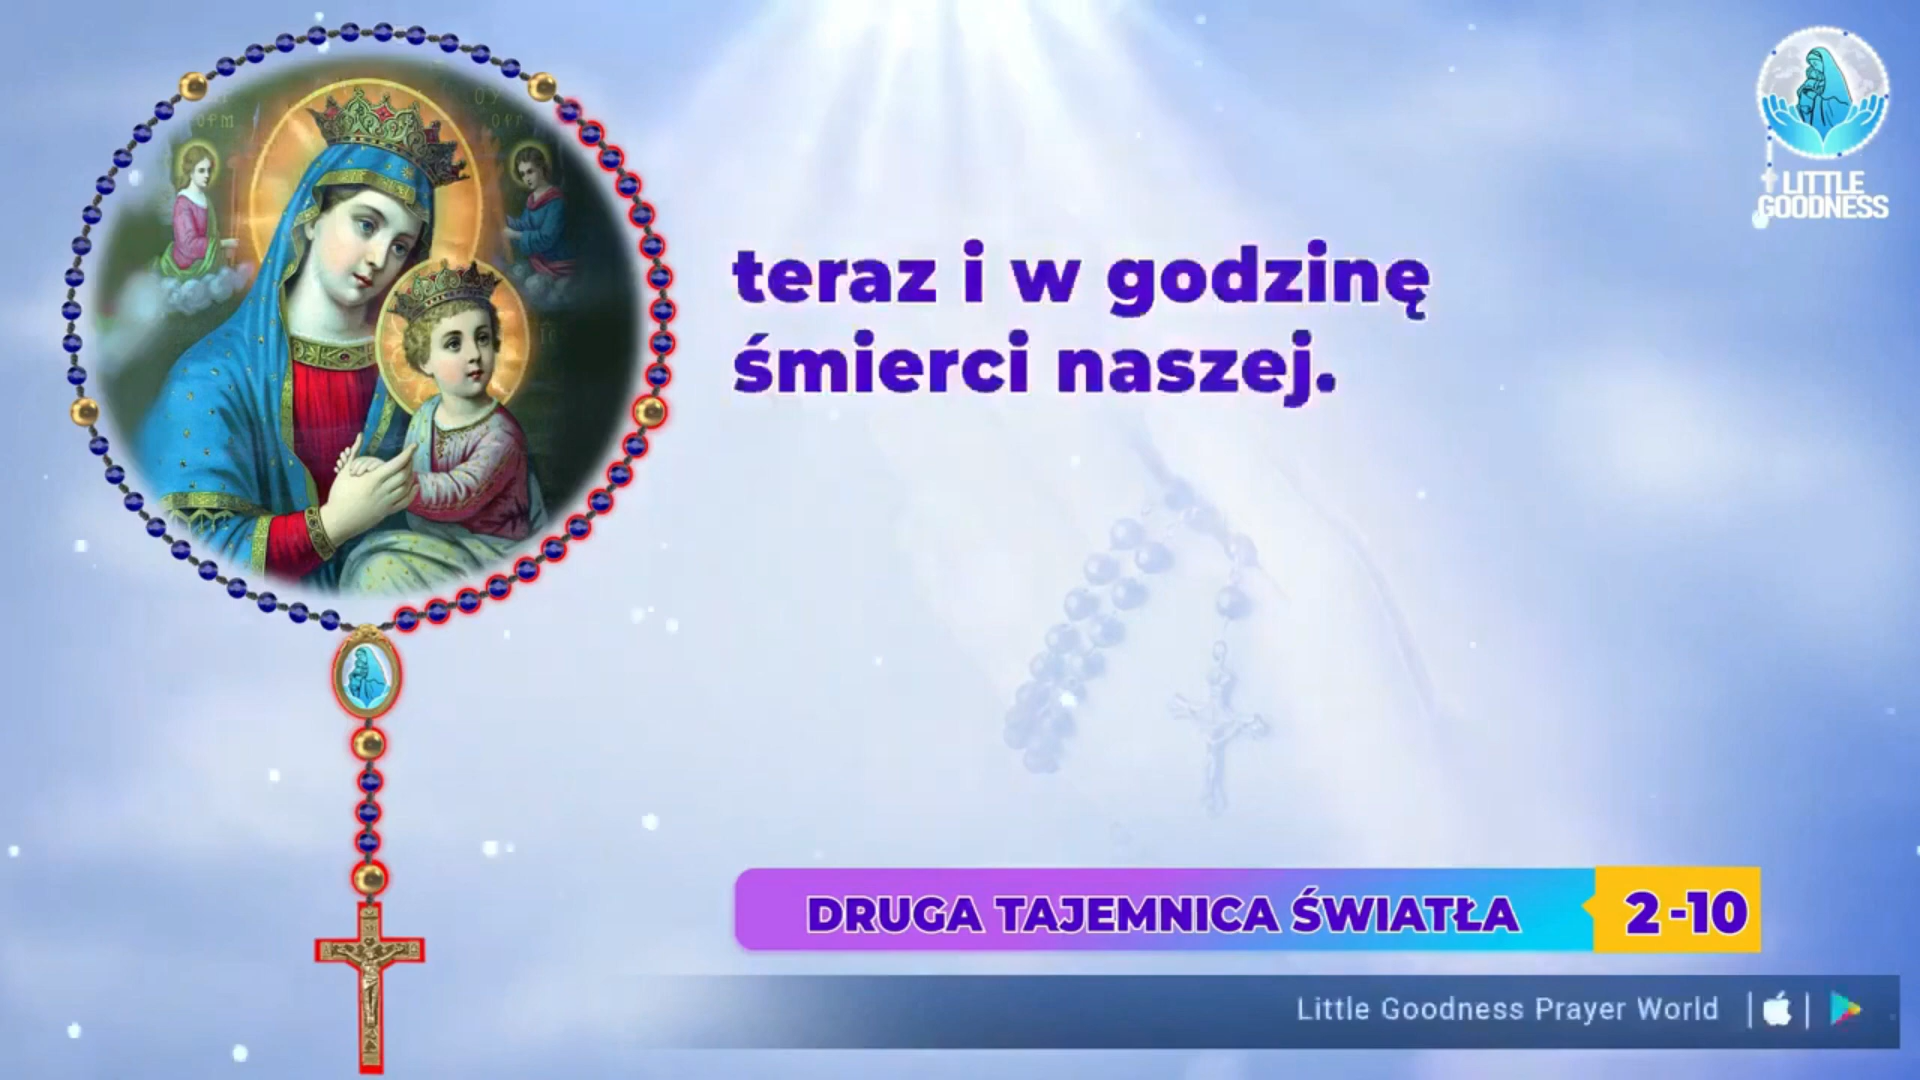 LITTLE
GOODNESS
teraz i w godzinę
śmierci naszej.
DRUGA TAJEMNICA ŚWIATŁA
2-10
Little Goodness Prayer World